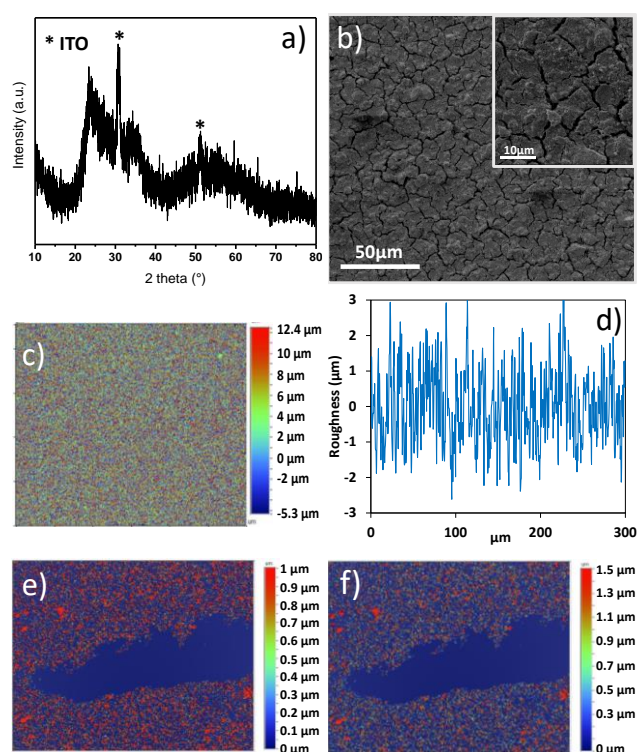 a)
* ITO
*
*
Intensity (a.u.)
10 20 30 40 50 60 70 80
2 theta (°)
b)
10µm
50µm
c)
12.4 µm
10 µm
8 µm
6 µm
4 µm
2 µm
0 µm
-2 µm
-5.3 µm
d)
Roughness (µm)
3
2
1
0
-1
-2
-3
0 100 200 300
µm
e)
1 µm
0.9 µm
0.8 µm
0.7 µm
0.6 µm
0.5 µm
0.4 µm
0.3 µm
0.2 µm
0.1 µm
0 µm
f)
1.5 µm
1.3 µm
1.1 µm
0.9 µm
0.7 µm
0.5 µm
0.3 µm
0 µm